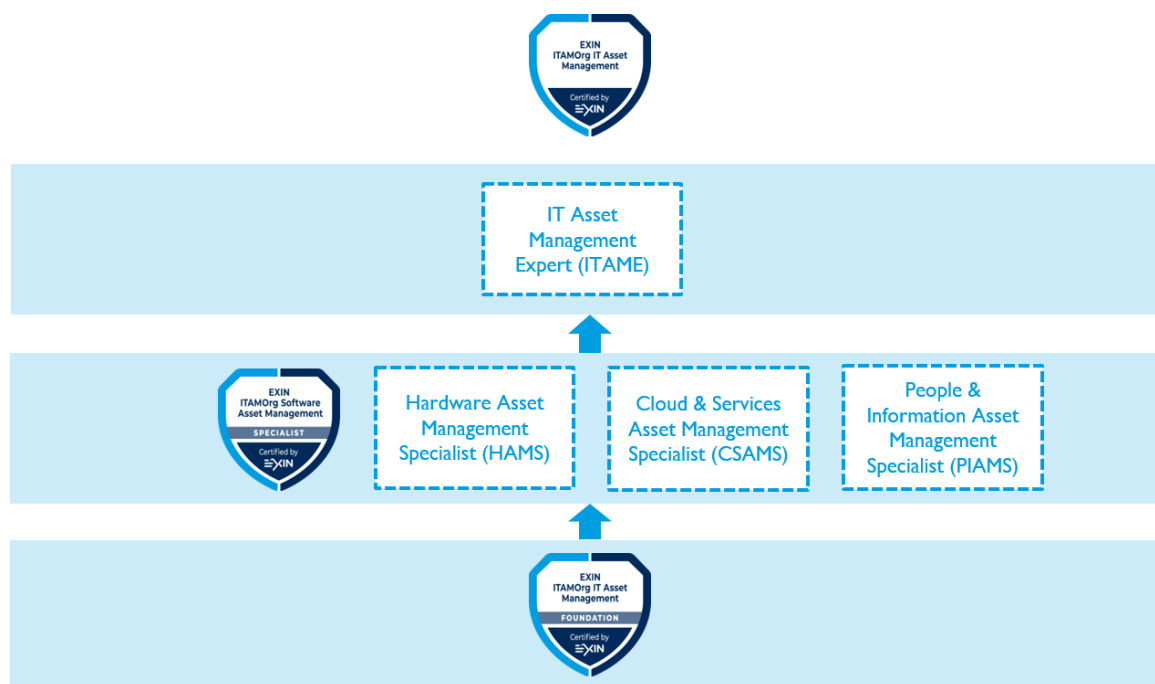 EXIN
ITAMOrg IT Asset
Management
Certified by
EXIN
IT Asset
Management
Expert (ITAME)
EXIN
ITAMOrg Software
Asset Management
SPECIALIST
Certified by
EXIN
Hardware Asset
Management
Specialist (HAMS)
Cloud & Services
Asset Management
Specialist (CSAMS)
People &
Information Asset
Management
Specialist (PIAMS)
EXIN
ITAMOrg IT Asset
Management
FOUNDATION
Certified by
EXIN